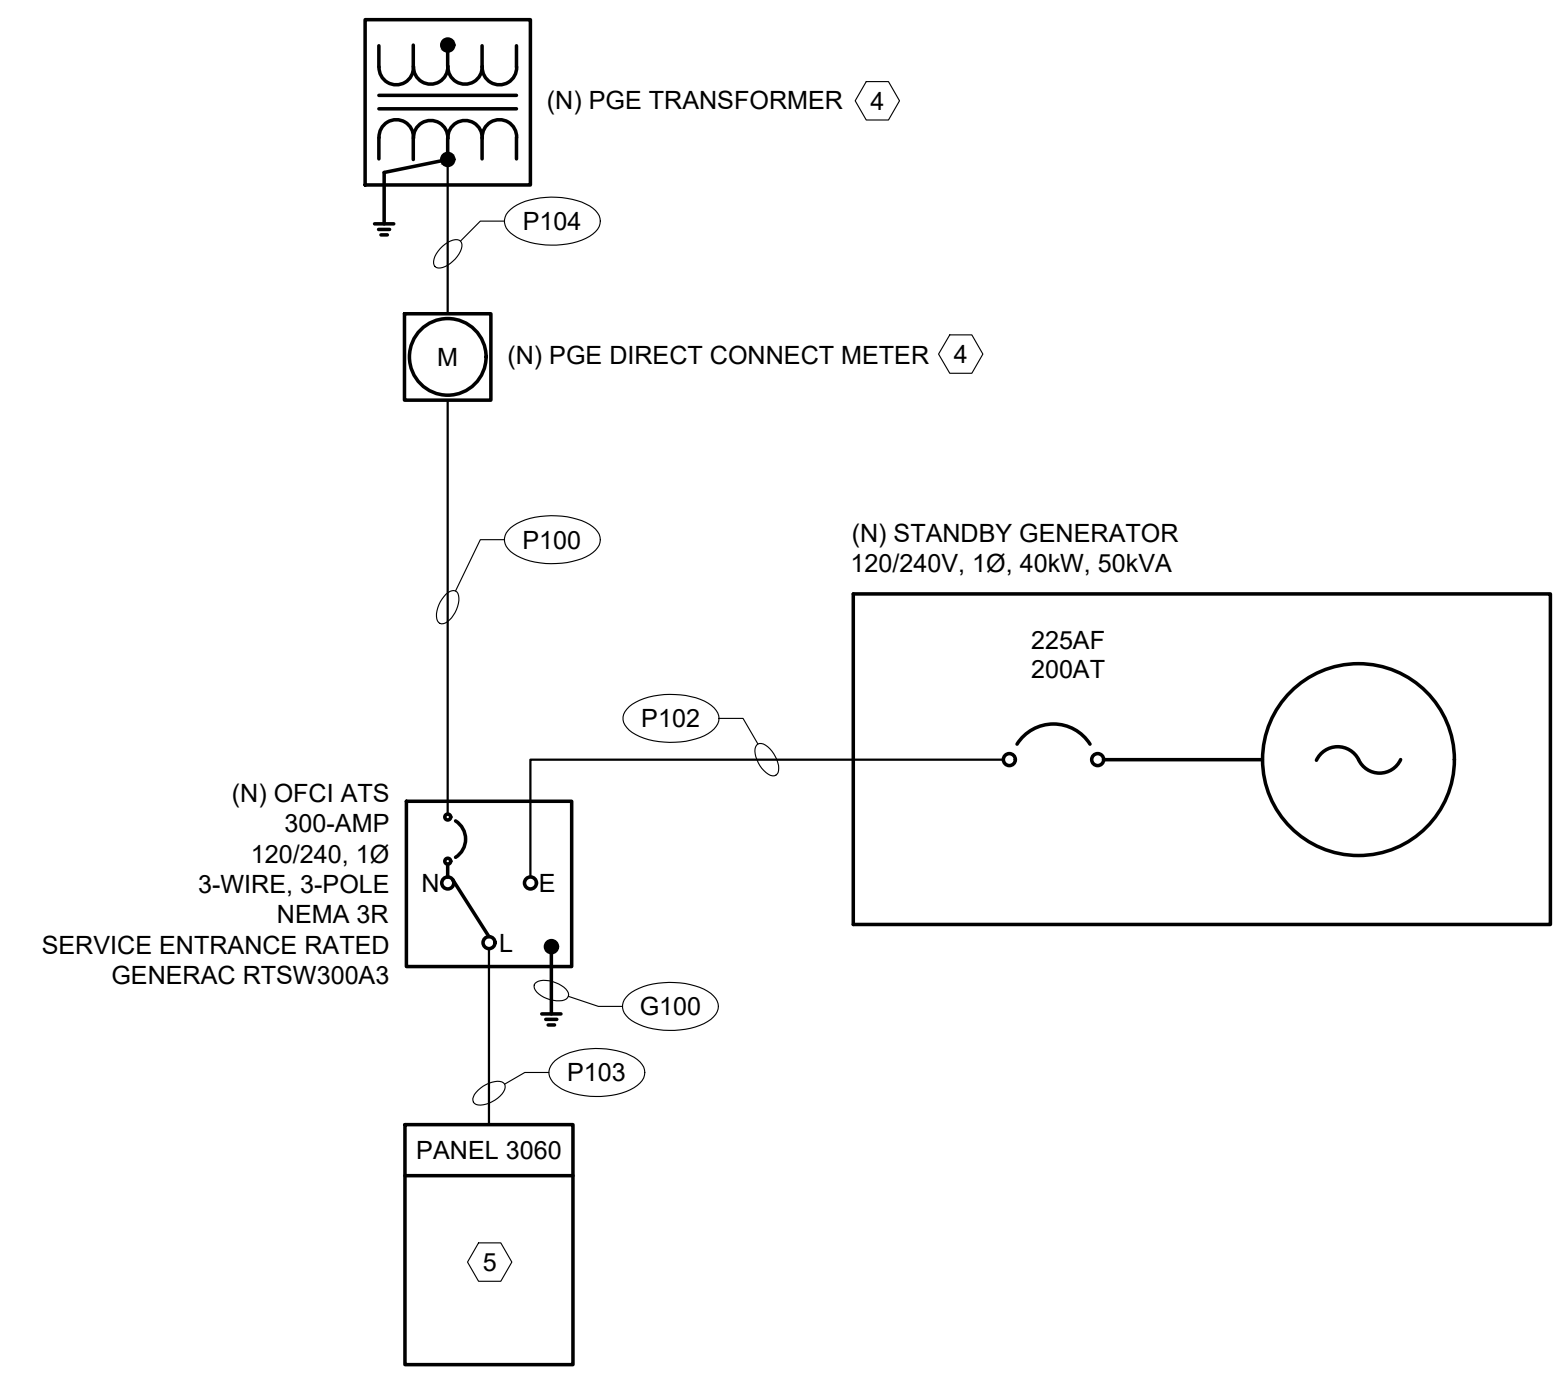 (N) PGE TRANSFORMER 4
P104
M
(N) PGE DIRECT CONNECT METER 4
P100
(N) STANDBY GENERATOR
120/240V, 1Ø, 40kW, 50kVA
225AF
200AT
P102
(N) OFCI ATS
300-AMP
120/240, 1Ø
3-WIRE, 3-POLE
NEMA 3R
SERVICE ENTRANCE RATED
GENERAC RTSW300A3
N
E
L
G100
P103
PANEL 3060
5